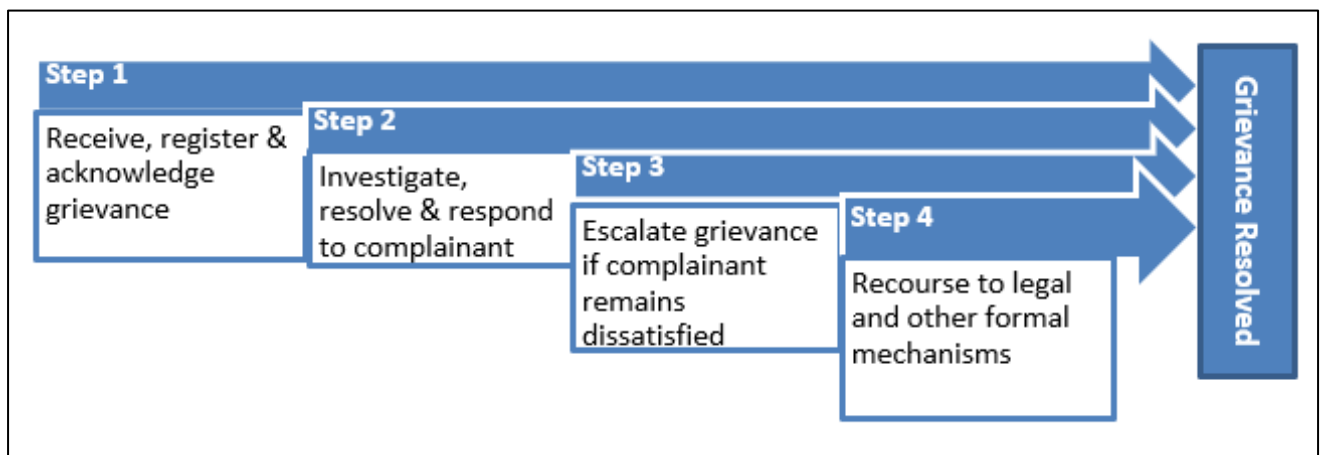 Step 1
Receive, register &
acknowledge
grievance
Step 2
Investigate,
resolve & respond
to complainant
Step 3
Escalate grievance
if complainant
remains
dissatisfied
Step 4
Recourse to legal
and other formal
mechanisms
Grievance Resolved